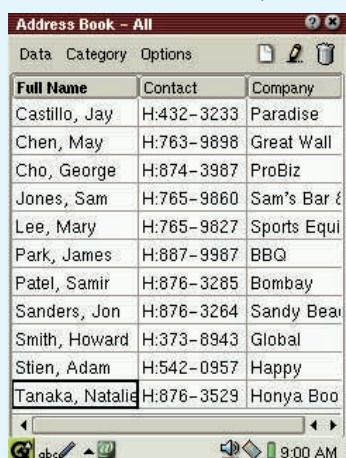 Address Book – All
Data Category Options
Full Name Contact Company
Castillo, Jay H:432-3233 Paradise
Chen, May H:763-9898 Great Wall
Cho, George H:874-3987 ProBiz
Jones, Sam H:765-9860 Sam's Bar &
Lee, Mary H:765-9827 Sports Equi
Park, James H:887-9987 BBQ
Patel, Samir H:876-3285 Bombay
Sanders, Jon H:876-3264 Sandy Bea
Smith, Howard H:373-8943 Global
Stien, Adam H:542-0957 Happy
Tanaka, Natalie H:876-3529 Honya Boo
abc 9:00 AM